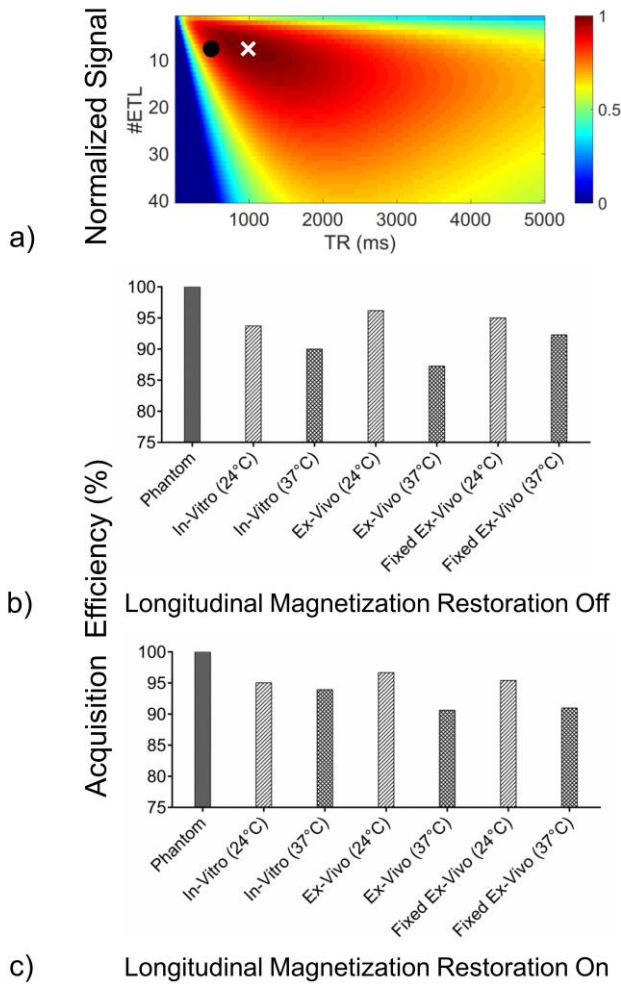 a)
Normalized Signal
#ETL
10
20
30
40
1000
2000
3000
4000
5000
TR (ms)
1
0.5
0
Acquisition Efficiency (%)
100
95
90
85
80
75
Phantom
In-Vitro (24°C)
In-Vitro (37°C)
Ex-Vivo (24°C)
Ex-Vivo (37°C)
Fixed Ex-Vivo (24°C)
Fixed Ex-Vivo (37°C)
b)
Longitudinal Magnetization Restoration Off
100
95
90
85
80
75
Phantom
In-Vitro (24°C)
In-Vitro (37°C)
Ex-Vivo (24°C)
Ex-Vivo (37°C)
Fixed Ex-Vivo (24°C)
Fixed Ex-Vivo (37°C)
c)
Longitudinal Magnetization Restoration On